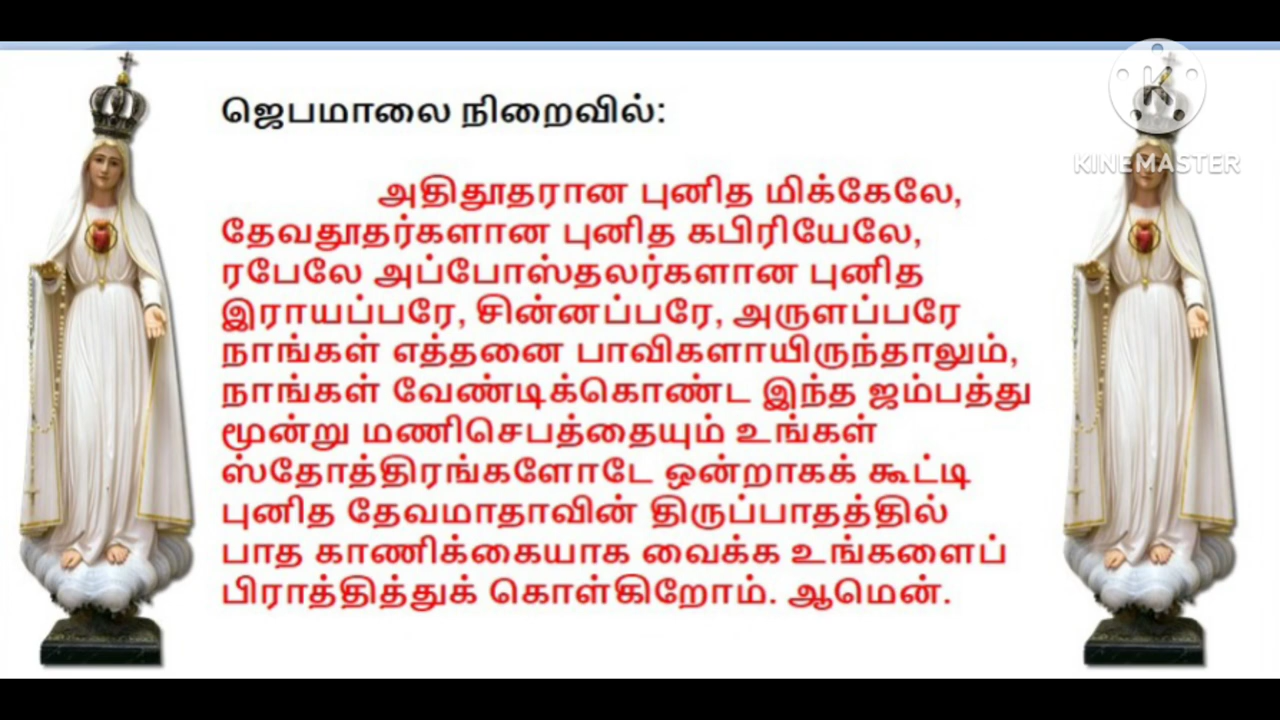 ஜெபமாலை நிறைவில்:
அதிதூதரான புனித மிக்கேலே,
தேவதூதர்களான புனித கபிரியேலே,
ரபேலே அப்போஸ்தலர்களான புனித
இராயப்பரே, சின்னப்பரே, அருளப்பரே
நாங்கள் எத்தனை பாவிகளாயிருந்தாலும்,
நாங்கள் வேண்டிக்கொண்ட இந்த ஜம்பத்து
மூன்று மணிசெபத்தையும் உங்கள்
ஸ்தோத்திரங்களோடே ஒன்றாகக் கூட்டி
புனித தேவமாதாவின் திருப்பாதத்தில்
பாத காணிக்கையாக வைக்க உங்களைப்
பிராத்தித்துக் கொள்கிறோம். ஆமென்.
K
KINEMASTER